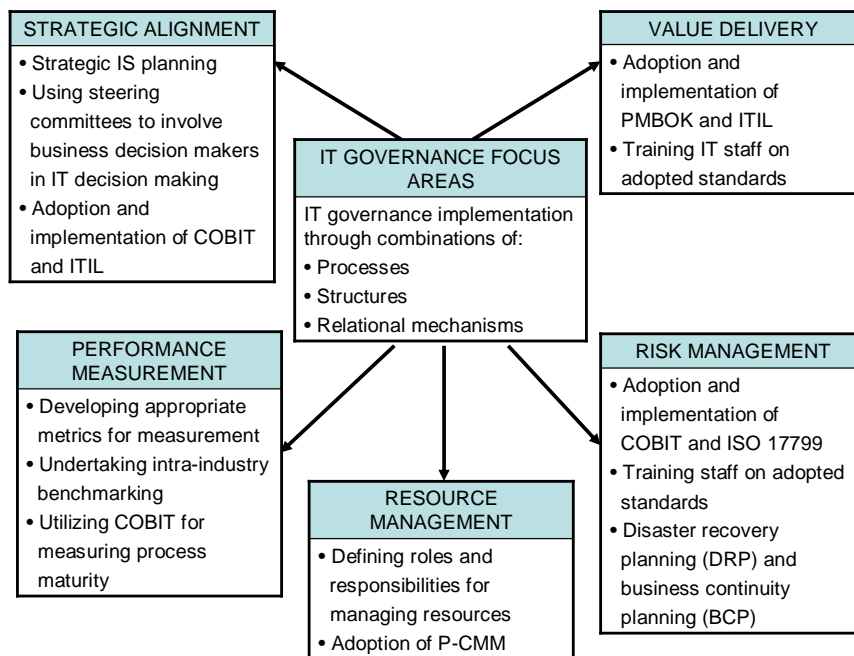 STRATEGIC ALIGNMENT
• Strategic IS planning
• Using steering
committees to involve
business decision makers
in IT decision making
• Adoption and
implementation of COBIT
and ITIL
VALUE DELIVERY
• Adoption and
implementation of
PMBOK and ITIL
• Training IT staff on
adopted standards
IT GOVERNANCE FOCUS
AREAS
IT governance implementation
through combinations of:
• Processes
• Structures
• Relational mechanisms
PERFORMANCE
MEASUREMENT
• Developing appropriate
metrics for measurement
• Undertaking intra-industry
benchmarking
• Utilizing COBIT for
measuring process
maturity
RESOURCE
MANAGEMENT
• Defining roles and
responsibilities for
managing resources
• Adoption of P-CMM
RISK MANAGEMENT
• Adoption and
implementation of
COBIT and ISO 17799
• Training staff on adopted
standards
• Disaster recovery
planning (DRP) and
business continuity
planning (BCP)